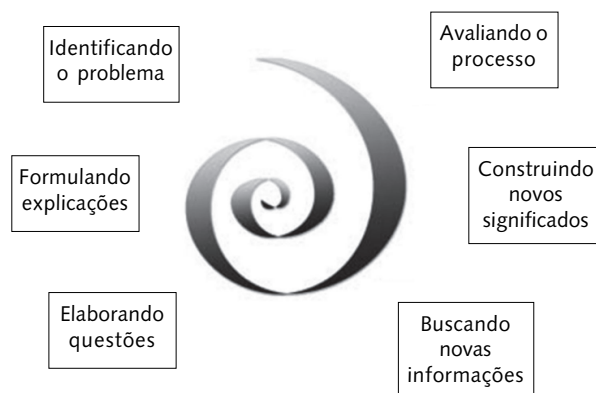 Identificando
o problema
Formulando
explicações
Elaborando
questões
Buscando
novas
informações
Construindo
novos
significados
Avaliando o
processo